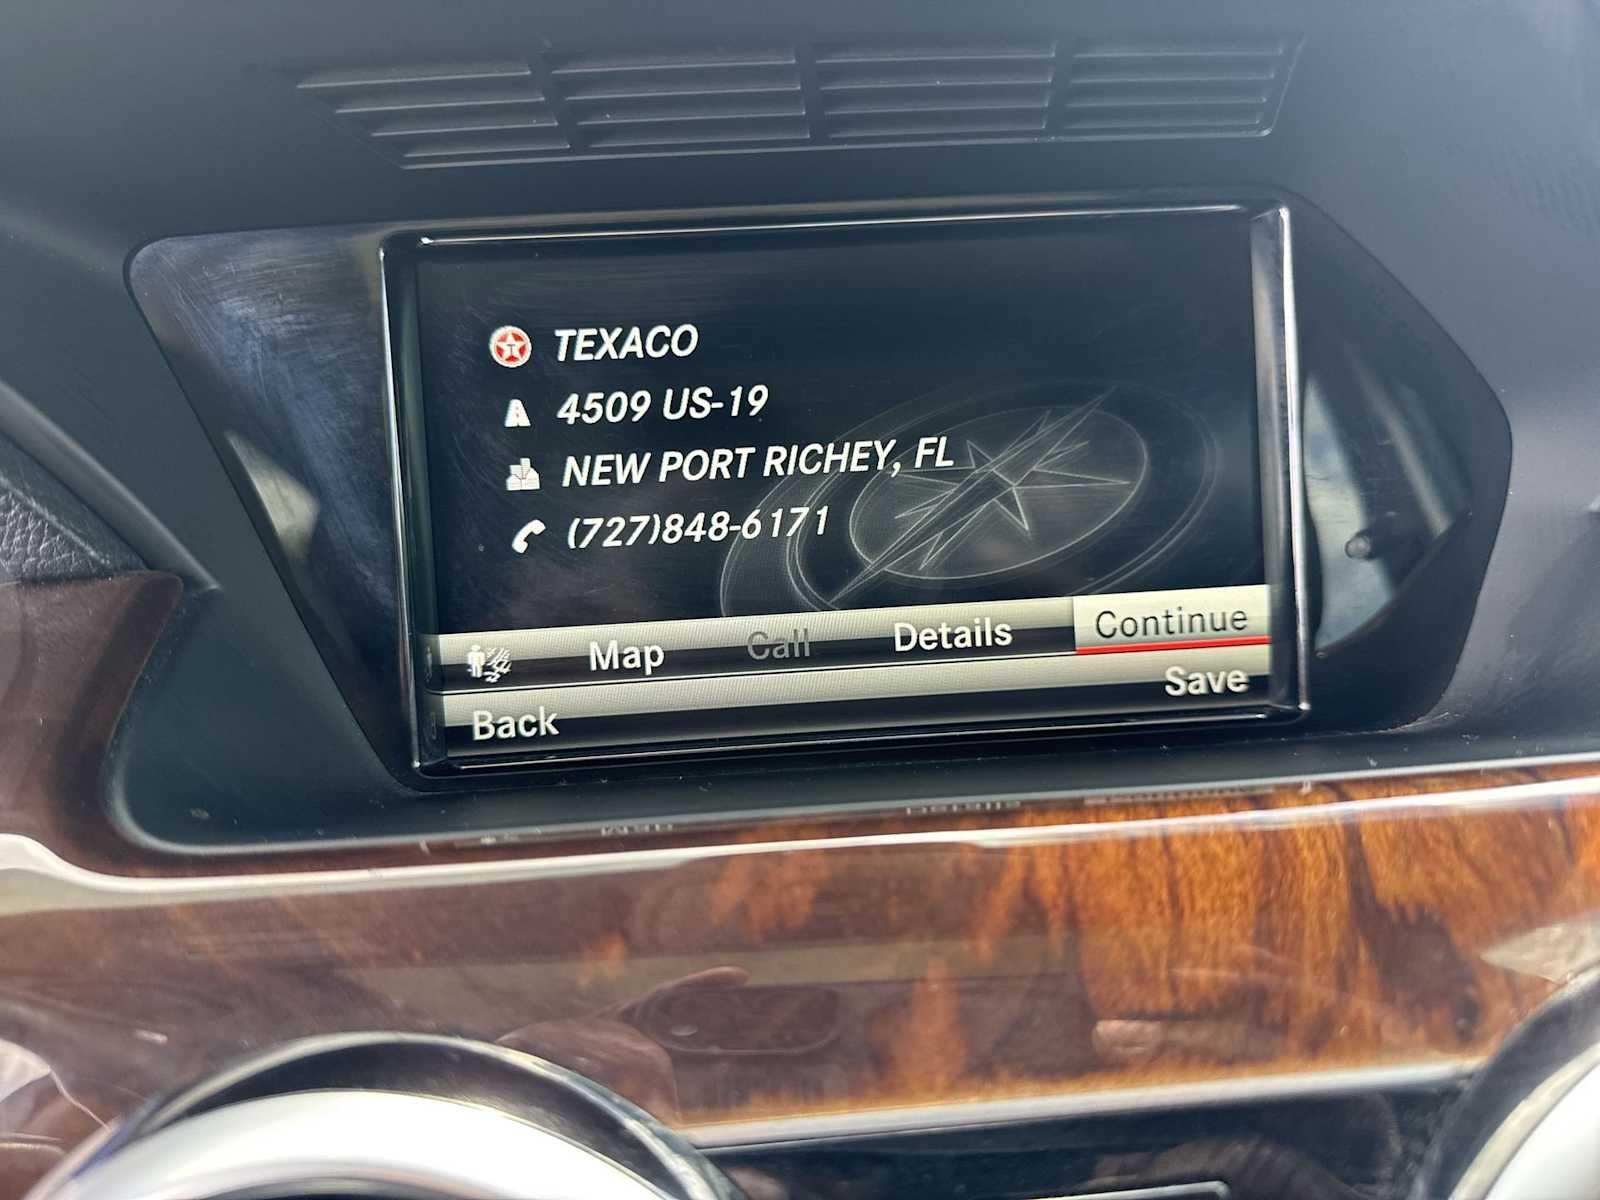 TEXACO
4509 US-19
NEW PORT RICHEY, FL
(727)848-6171
Map Call Details Continue
Back Save